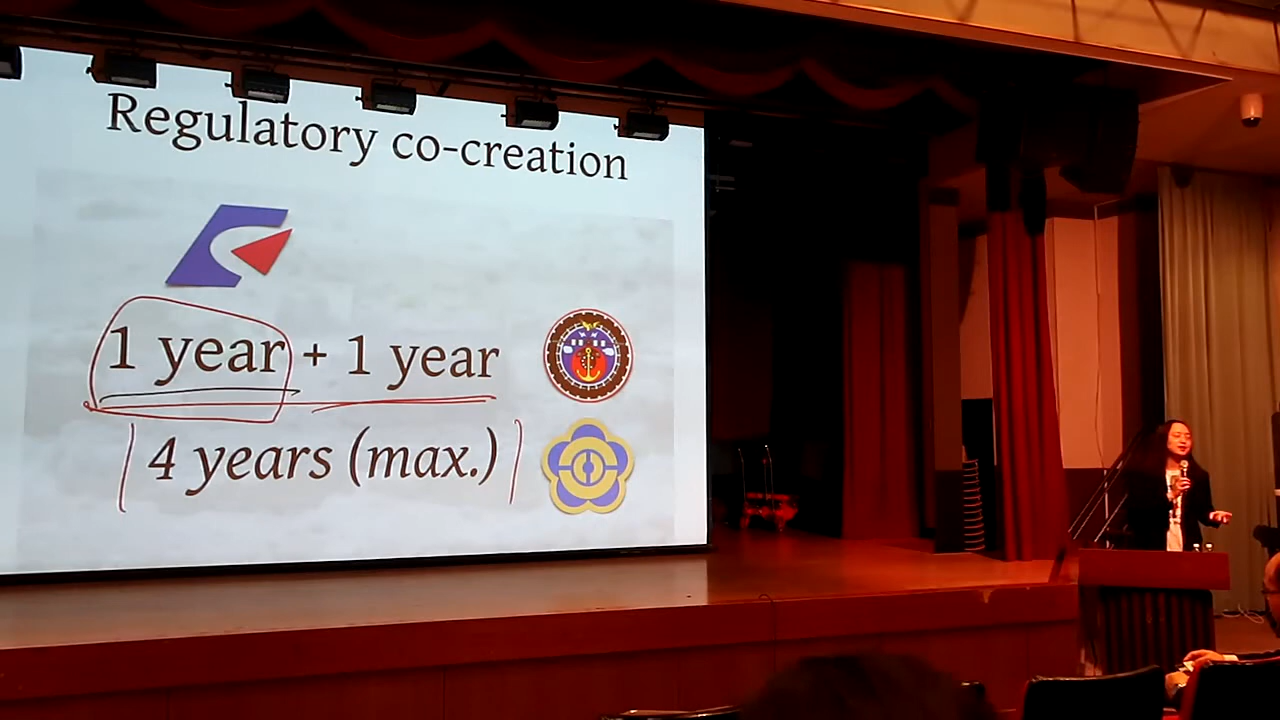 Regulatory co-creation
1 year + 1 year
4 years (max.)